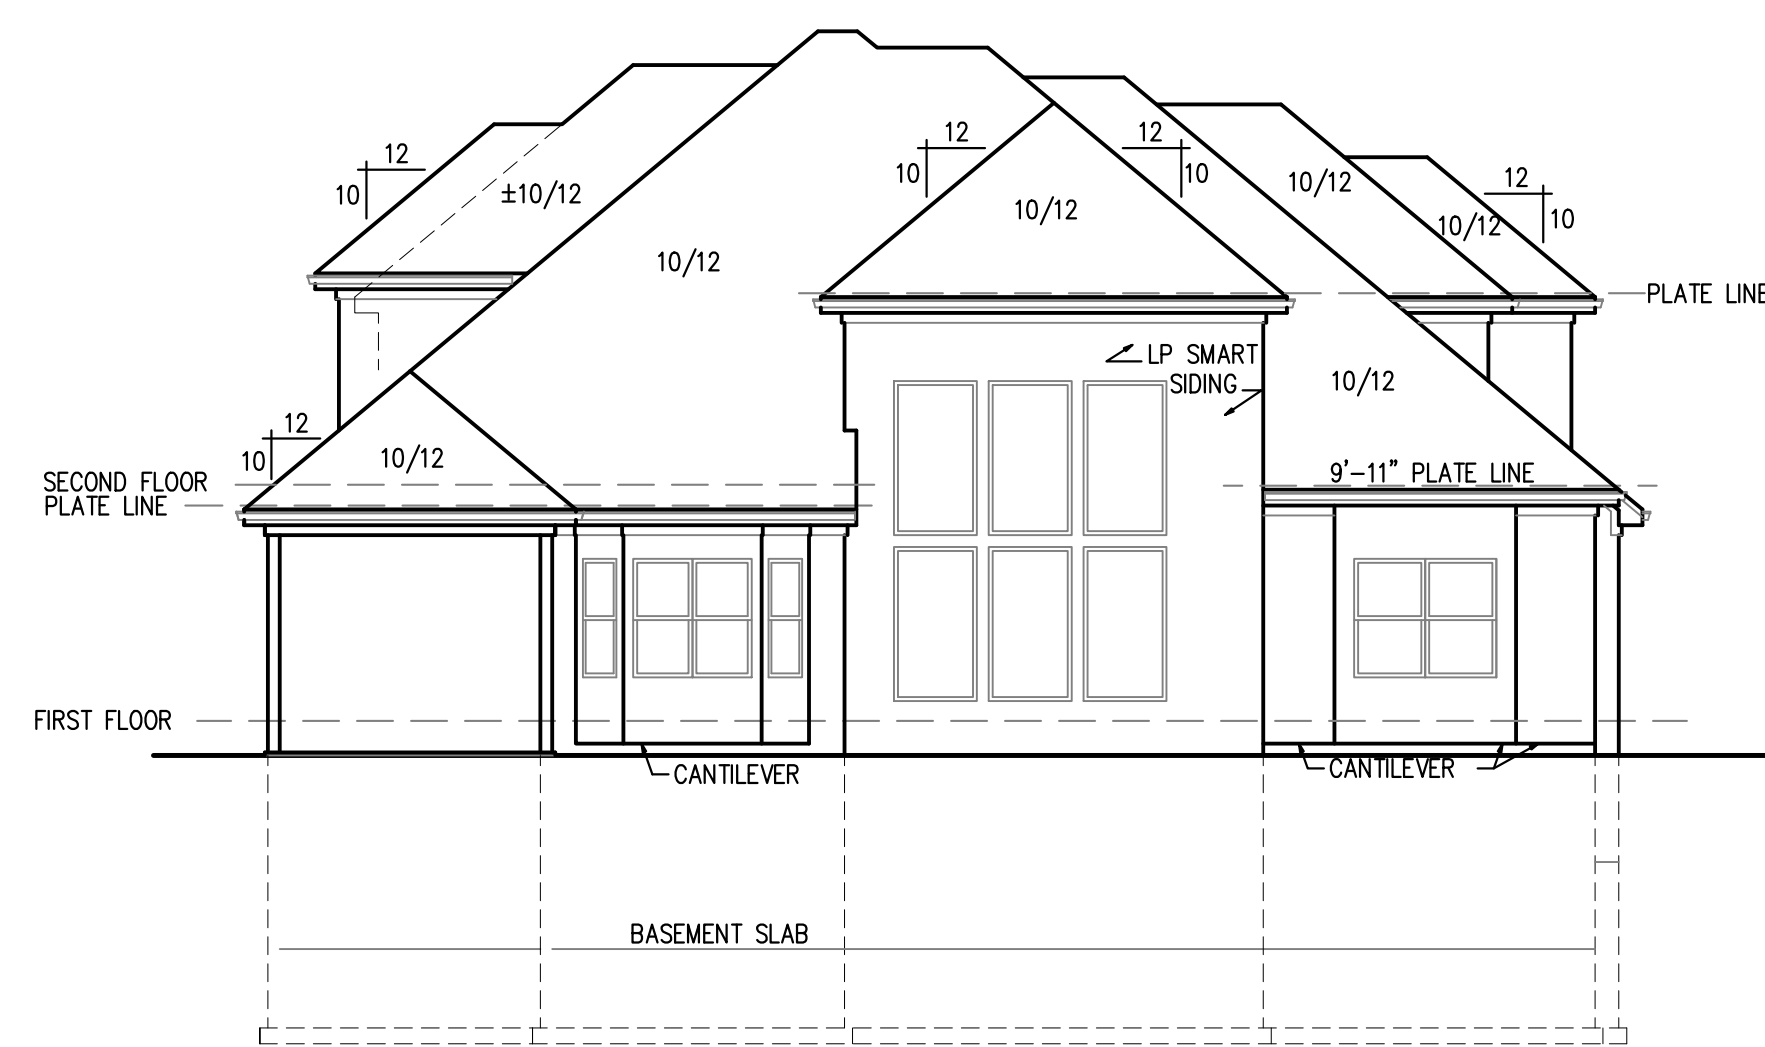 12
10
±10/12
10/12
12
10
10/12
12
10
10/12
10/12
12
10
PLATE LINE
LP SMART
SIDING
10/12
12
10
10/12
SECOND FLOOR
PLATE LINE
9'-11" PLATE LINE
FIRST FLOOR
CANTILEVER
CANTILEVER
BASEMENT SLAB